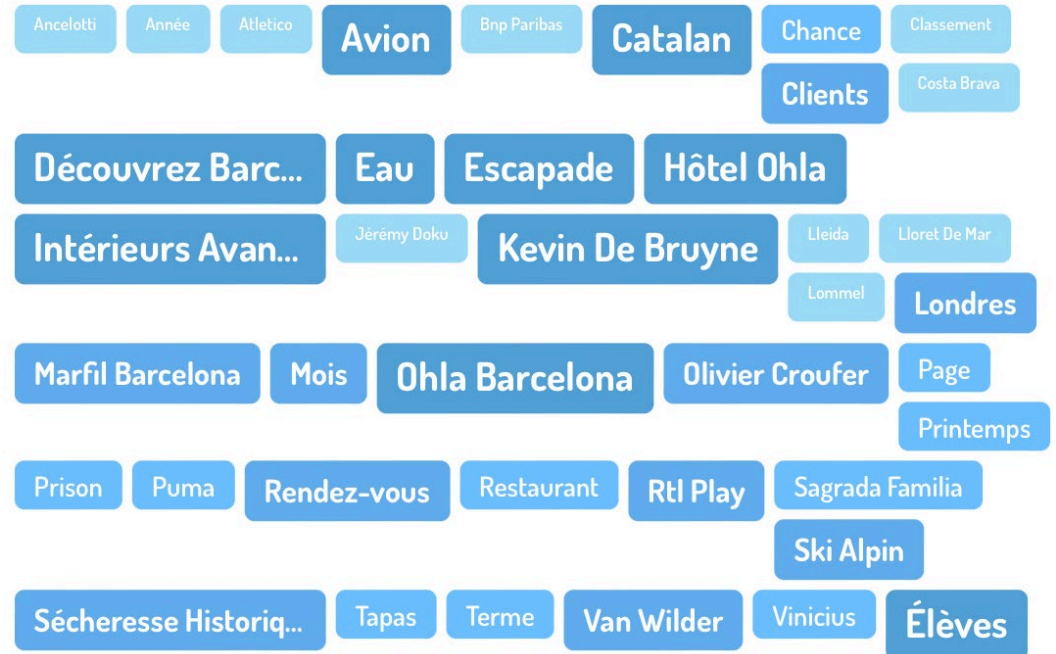 Ancelotti Année Atletico Avion Bnp Paribas Catalan Chance Classement
Clients Costa Brava
Découvrez Barc... Eau Escapade Hôtel Ohla
Intérieurs Avan... Jérémy Doku Kevin De Bruyne Lleida Lloret De Mar
Lommel Londres
Marfil Barcelona Mois Ohla Barcelona Olivier Croufer Page
Printemps
Prison Puma Rendez-vous Restaurant Rtl Play Sagrada Familia
Ski Alpin
Sécheresse Historiq... Tapas Terme Van Wilder Vinicius Élèves